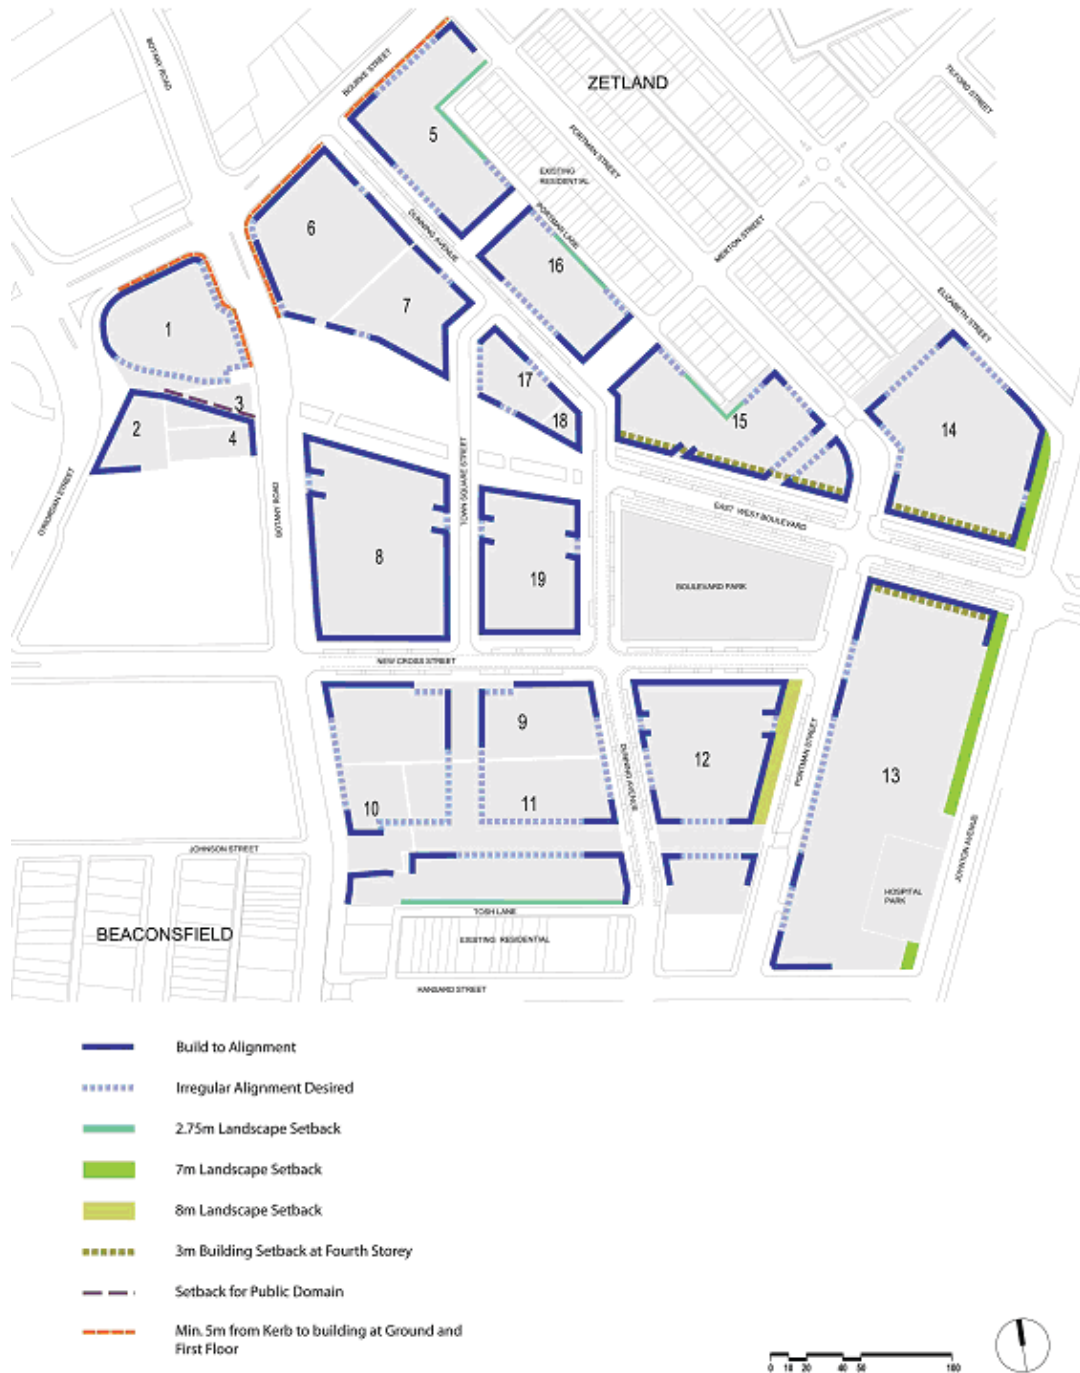 BOTANY ROAD
BOURKE STREET
ZETLAND
TILFORD STREET
5
PORTMAN STREET
EXISTING
RESIDENTIAL
6
DUNNING AVENUE
PORTMAN LANE
MERTON STREET
16
7
1
ELIZABETH STREET
17
3
2
4
18
15
14
O'RIORDAN STREET
BOTANY ROAD
TOWN SQUARE STREET
EAST WEST BOULEVARD
8
19
BOULEVARD PARK
NEW CROSS STREET
9
12
DUNNING AVENUE
PORTMAN STREET
13
10
11
JOHNSON STREET
JOYNTON AVENUE
HOSPITAL
PARK
TOSH LANE
BEACONSFIELD
EXISTING RESIDENTIAL
HANSARD STREET
Build to Alignment
Irregular Alignment Desired
2.75m Landscape Setback
7m Landscape Setback
8m Landscape Setback
3m Building Setback at Fourth Storey
Setback for Public Domain
Min. 5m from Kerb to building at Ground and
First Floor
0 10 20 40 50 100